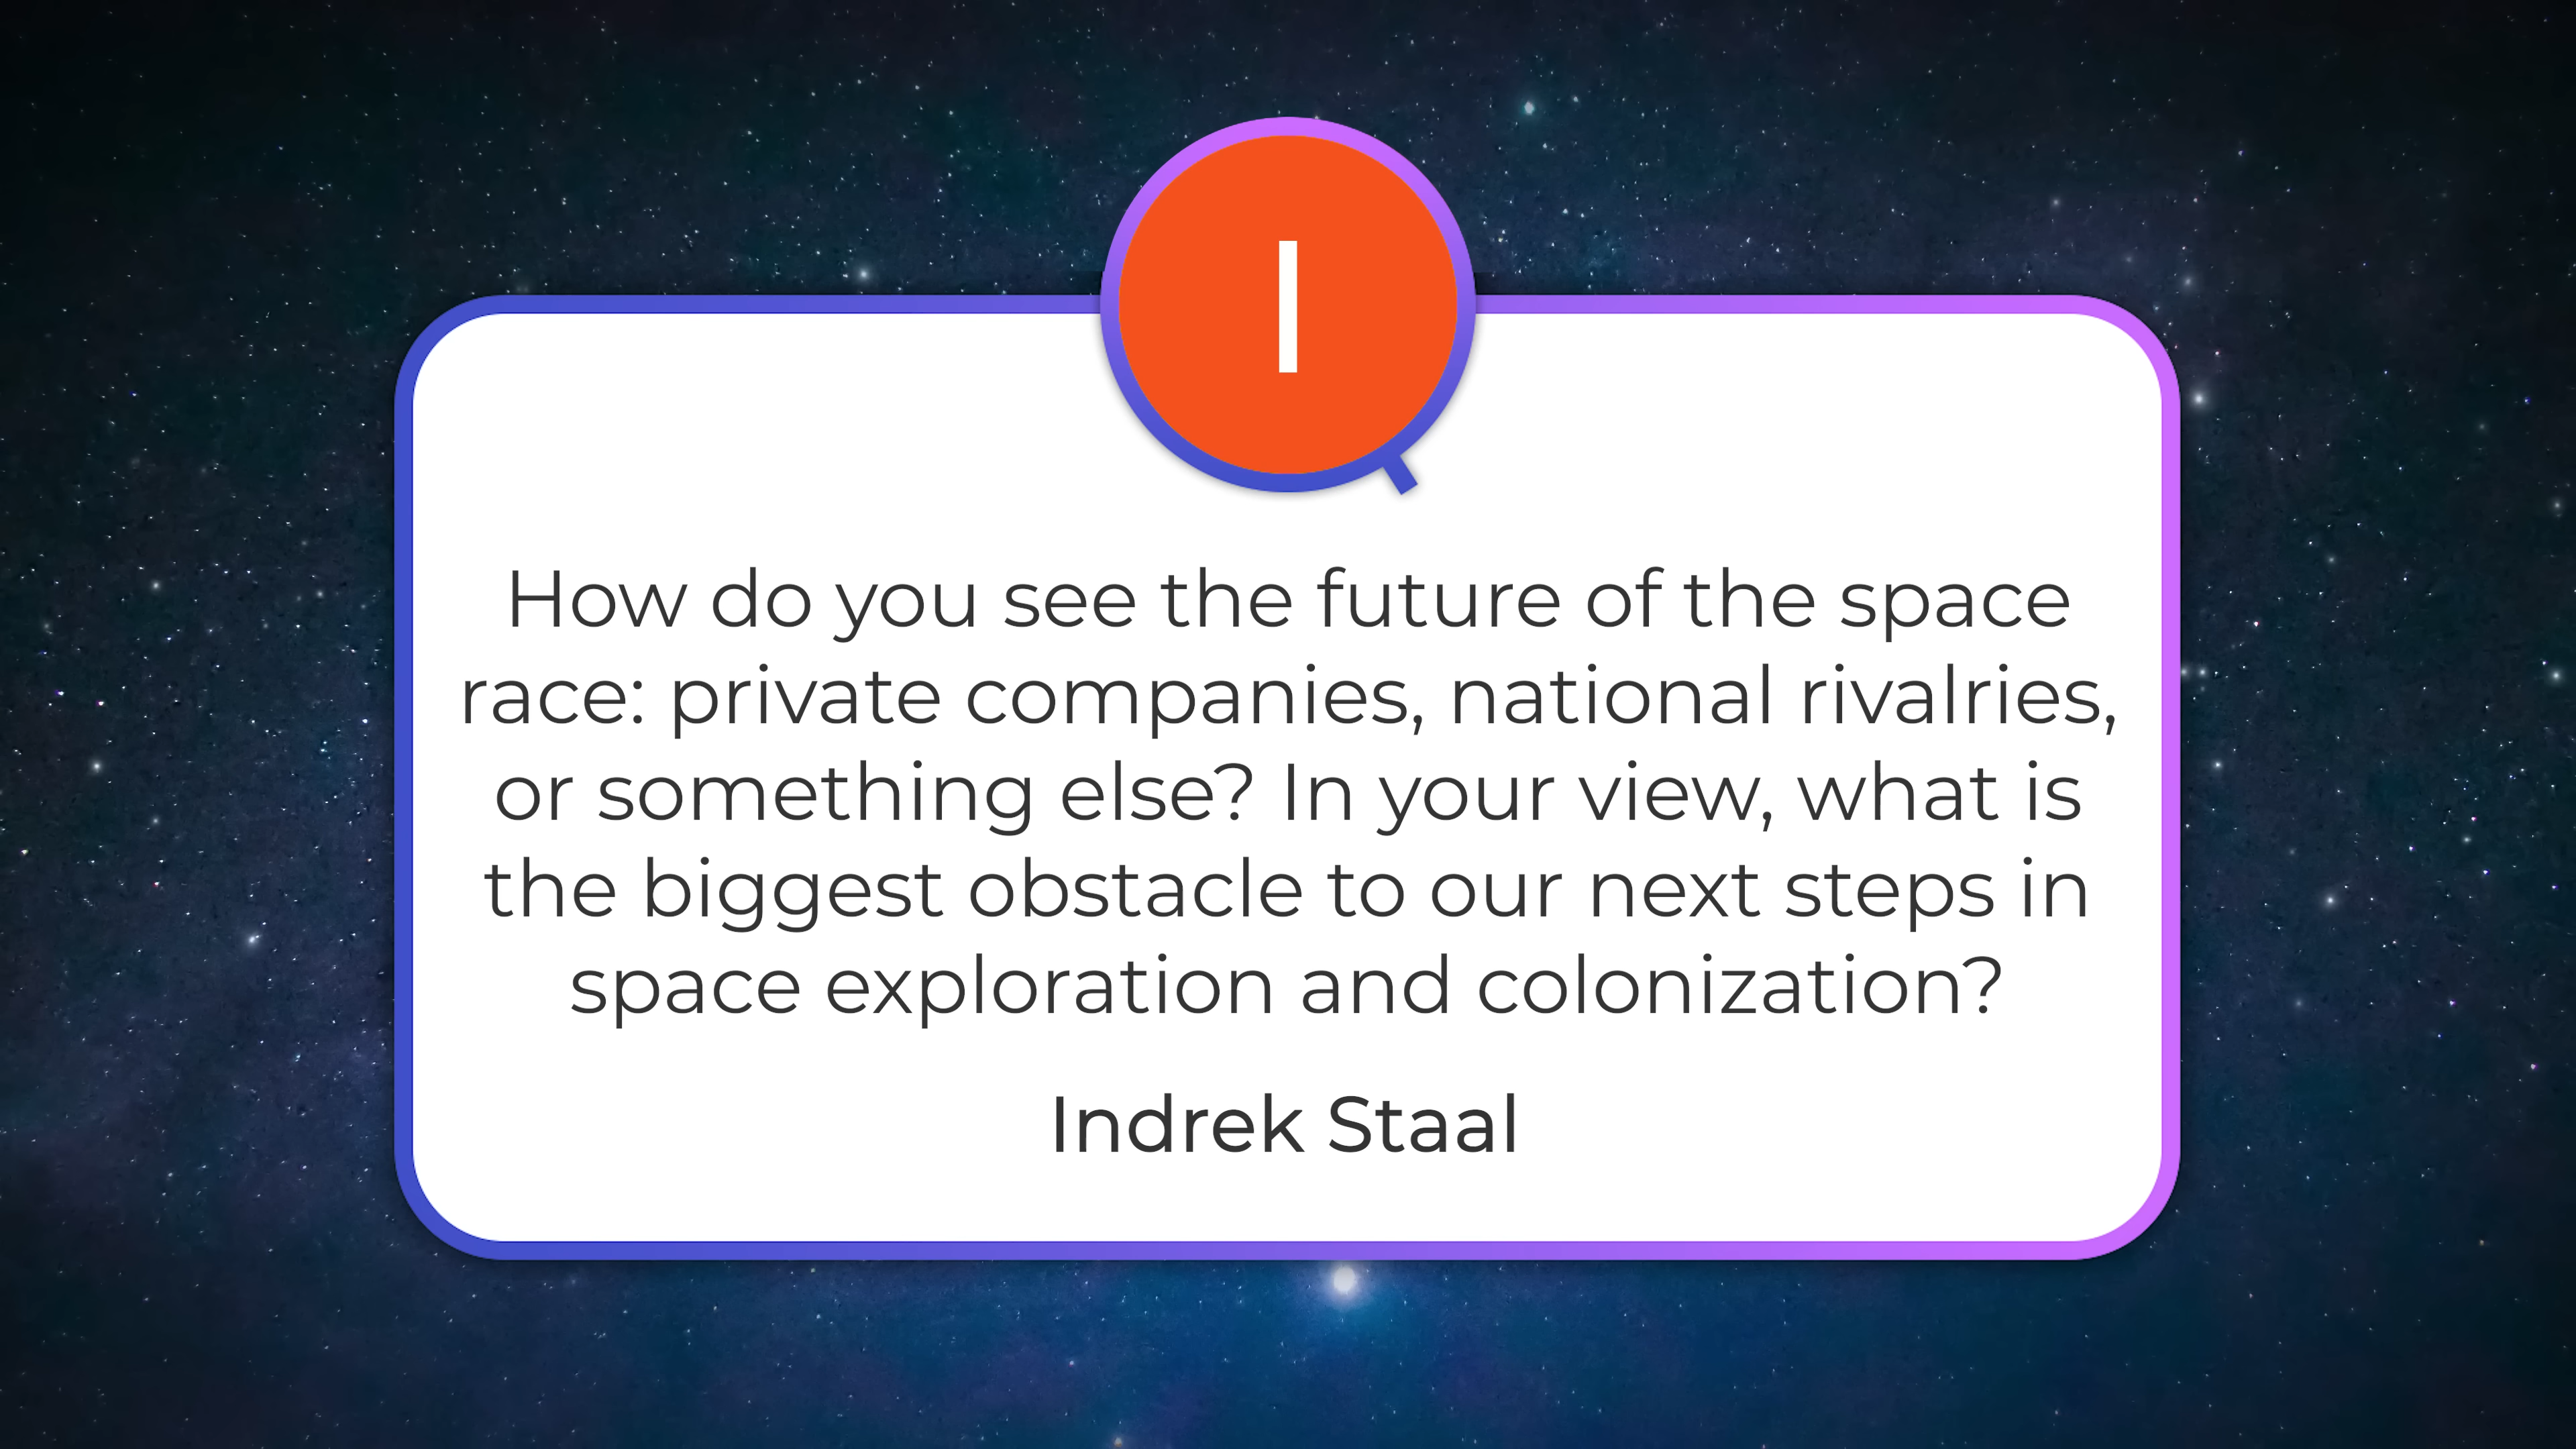 I
How do you see the future of the space
race: private companies, national rivalries,
or something else? In your view, what is
the biggest obstacle to our next steps in
space exploration and colonization?
Indrek Staal